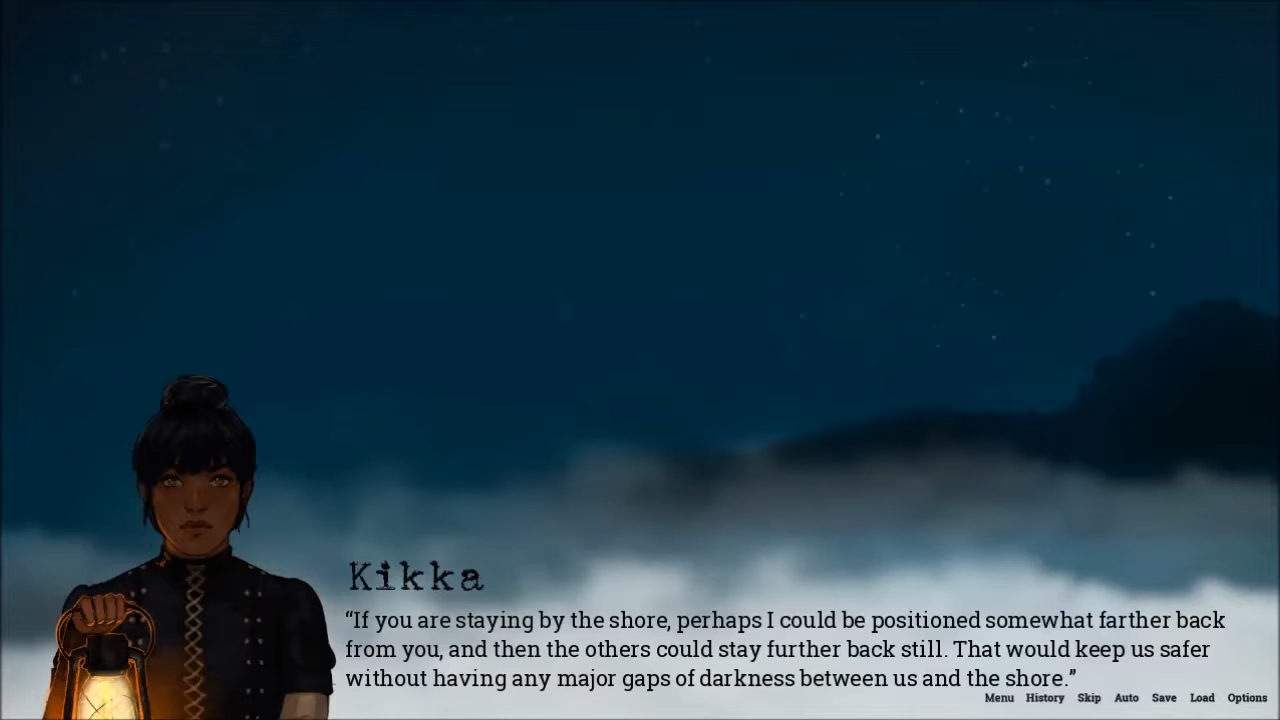 Kikka
“If you are staying by the shore, perhaps I could be positioned somewhat farther back
from you, and then the others could stay further back still. That would keep us safer
without having any major gaps of darkness between us and the shore.”
Menu History Skip Auto Save Load Options